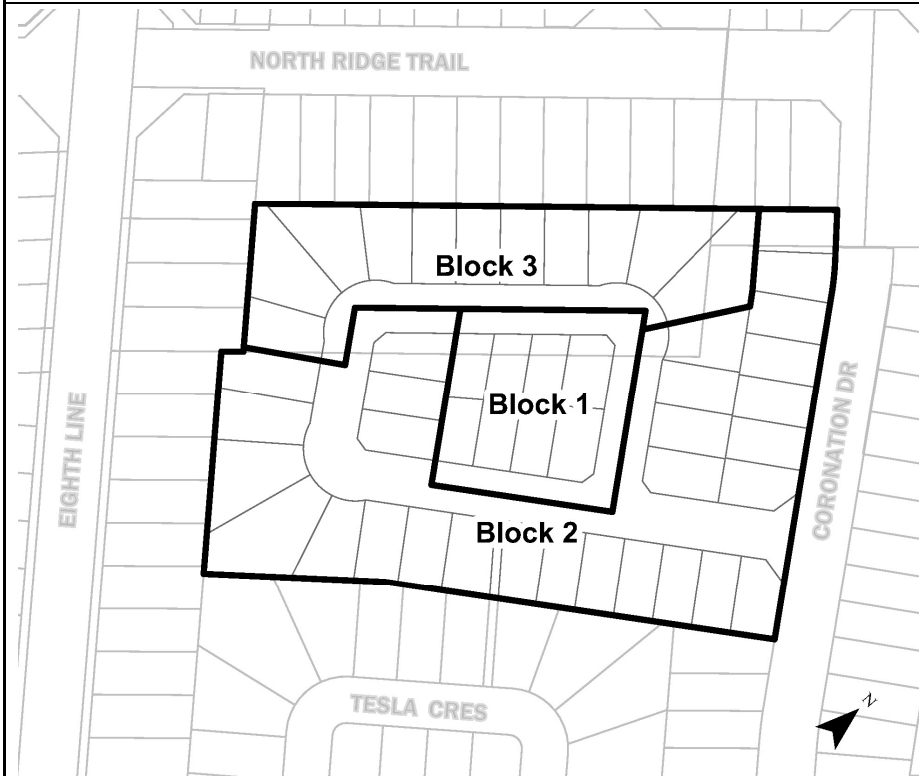 NORTH RIDGE TRAIL
Block 3
Block 1
EIGHTH LINE
CORONATION DR
Block 2
TESLA CRES
N